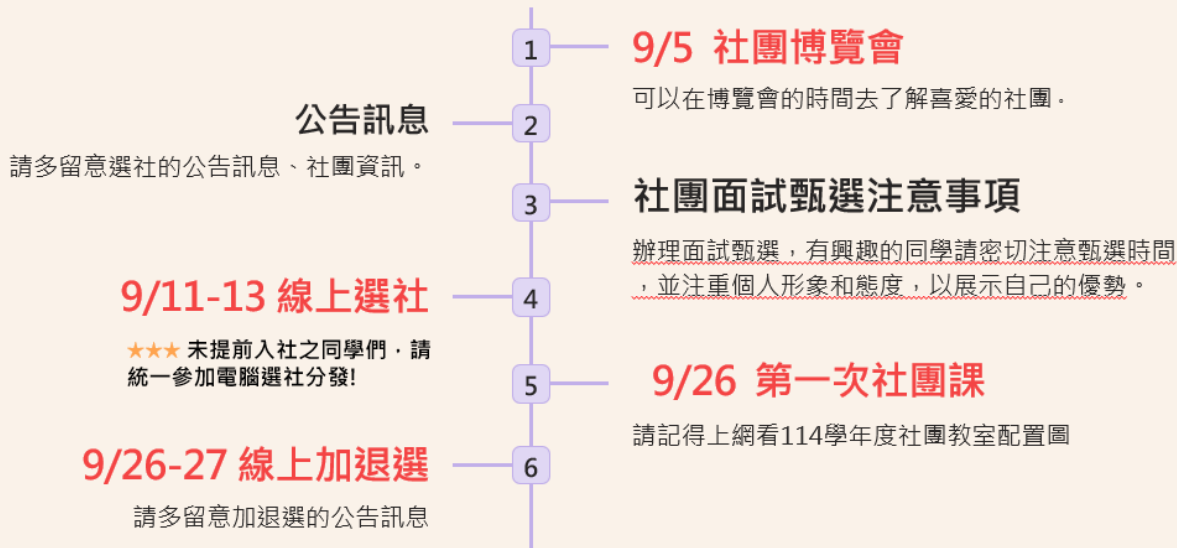 1
9/5 社團博覽會
可以在博覽會的時間去了解喜愛的社團。
2
公告訊息
請多留意選社的公告訊息、社團資訊。
3
社團面試甄選注意事項
辦理面試甄選，有興趣的同學請密切注意甄選時間
，並注重個人形象和態度，以展示自己的優勢。
4
9/11-13 線上選社
★★★ 未提前入社之同學們，請
統一參加電腦選社分發!
5
9/26 第一次社團課
請記得上網看114學年度社團教室配置圖
6
9/26-27 線上加退選
請多留意加退選的公告訊息